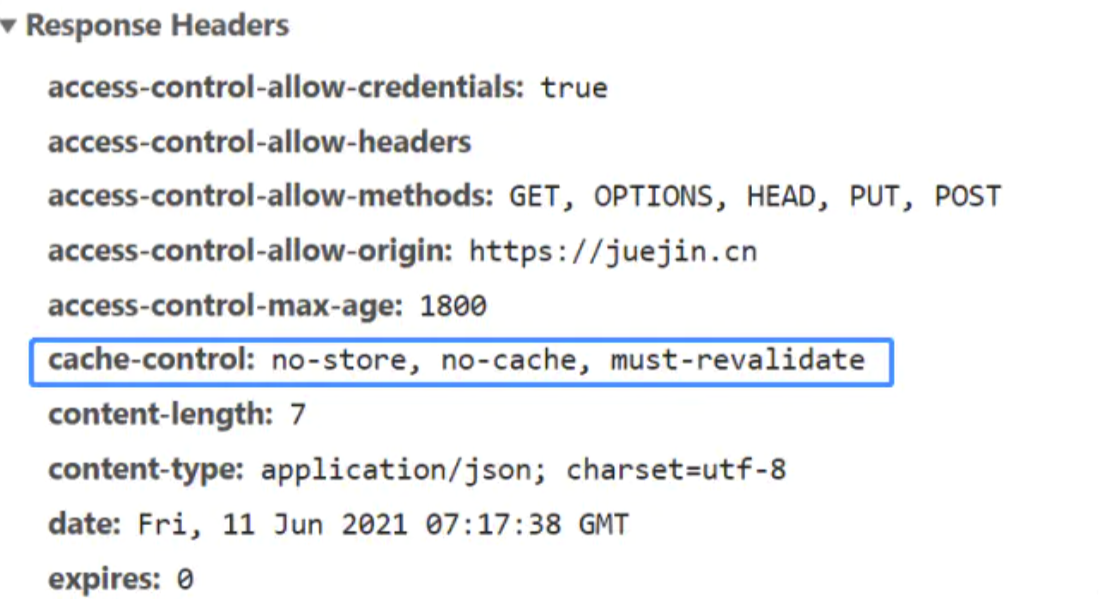 Response Headers
access-control-allow-credentials: true
access-control-allow-headers
access-control-allow-methods: GET, OPTIONS, HEAD, PUT, POST
access-control-allow-origin: https://juejin.cn
access-control-max-age: 1800
cache-control: no-store, no-cache, must-revalidate
content-length: 7
content-type: application/json; charset=utf-8
date: Fri, 11 Jun 2021 07:17:38 GMT
expires: 0